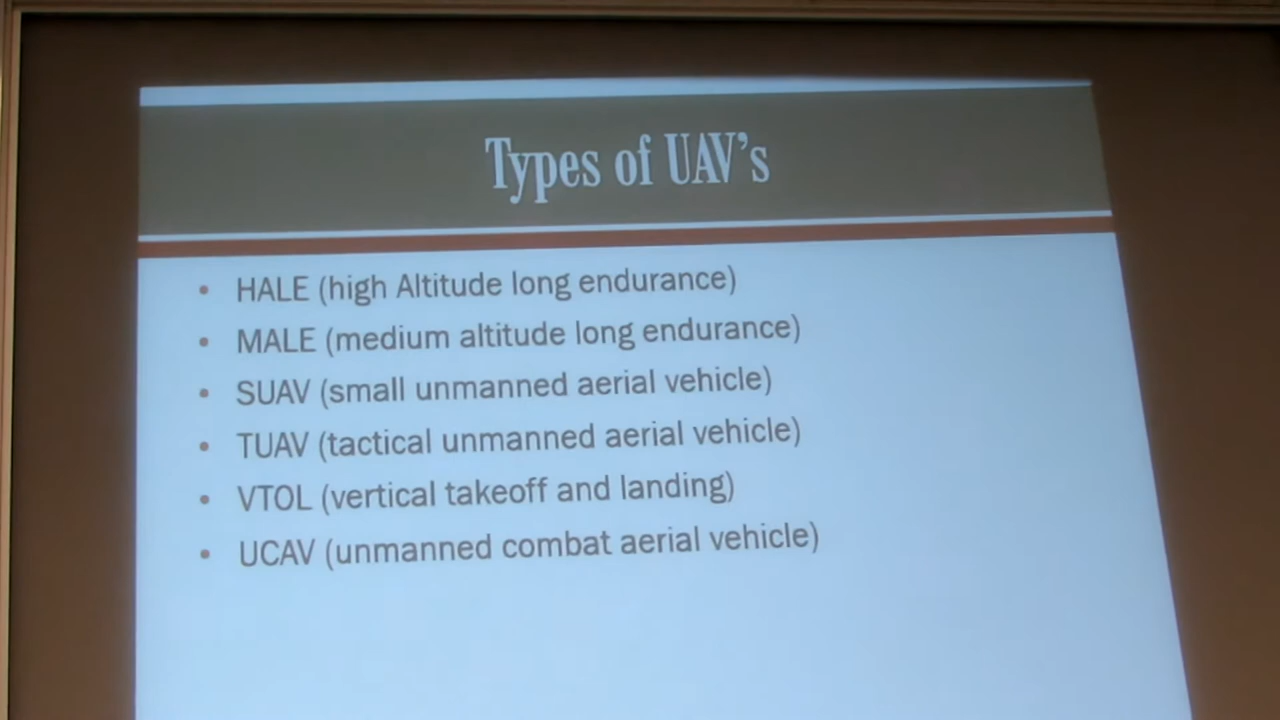 Types of UAV's
• HALE (high Altitude long endurance)
• MALE (medium altitude long endurance)
• SUAV (small unmanned aerial vehicle)
• TUAV (tactical unmanned aerial vehicle)
• VTOL (vertical takeoff and landing)
• UCAV (unmanned combat aerial vehicle)